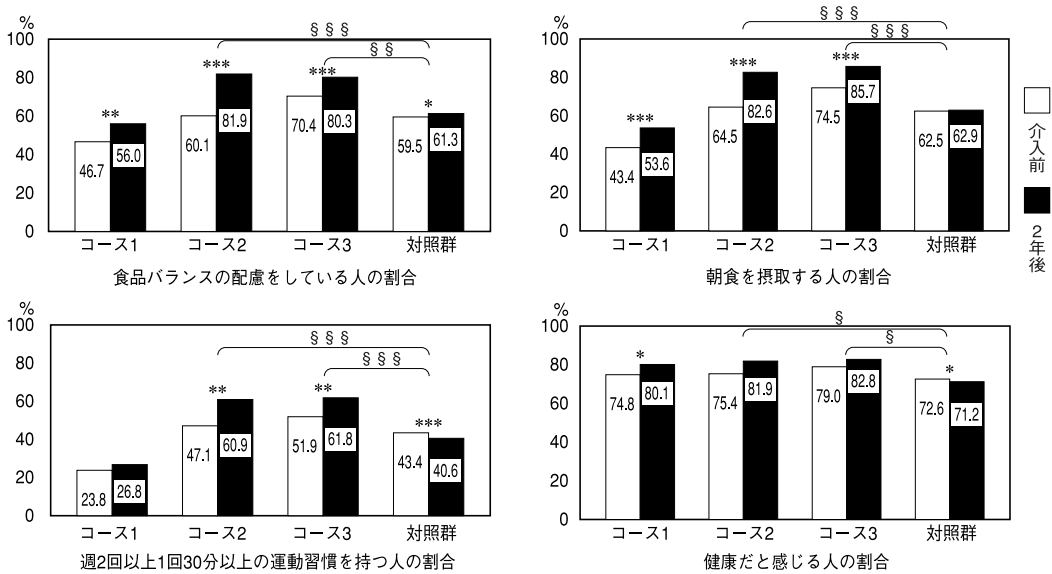 %
100
80
60
40
20
0
§ § §
§ §
**
***
***
*
46.7
56.0
60.1
81.9
70.4
80.3
59.5
61.3
コース1
コース2
コース3
対照群
食品バランスの配慮をしている人の割合
%
100
80
60
40
20
0
§ § §
§ § §
***
***
***
43.4
53.6
64.5
82.6
74.5
85.7
62.5
62.9
コース1
コース2
コース3
対照群
朝食を摂取する人の割合
介入前
2年後
%
100
80
60
40
20
0
§ § §
§ § §
**
**
***
23.8
26.8
47.1
60.9
51.9
61.8
43.4
40.6
コース1
コース2
コース3
対照群
週2回以上1回30分以上の運動習慣を持つ人の割合
%
100
80
60
40
20
0
§
§
*
*
74.8
80.1
75.4
81.9
79.0
82.8
72.6
71.2
コース1
コース2
コース3
対照群
健康だと感じる人の割合